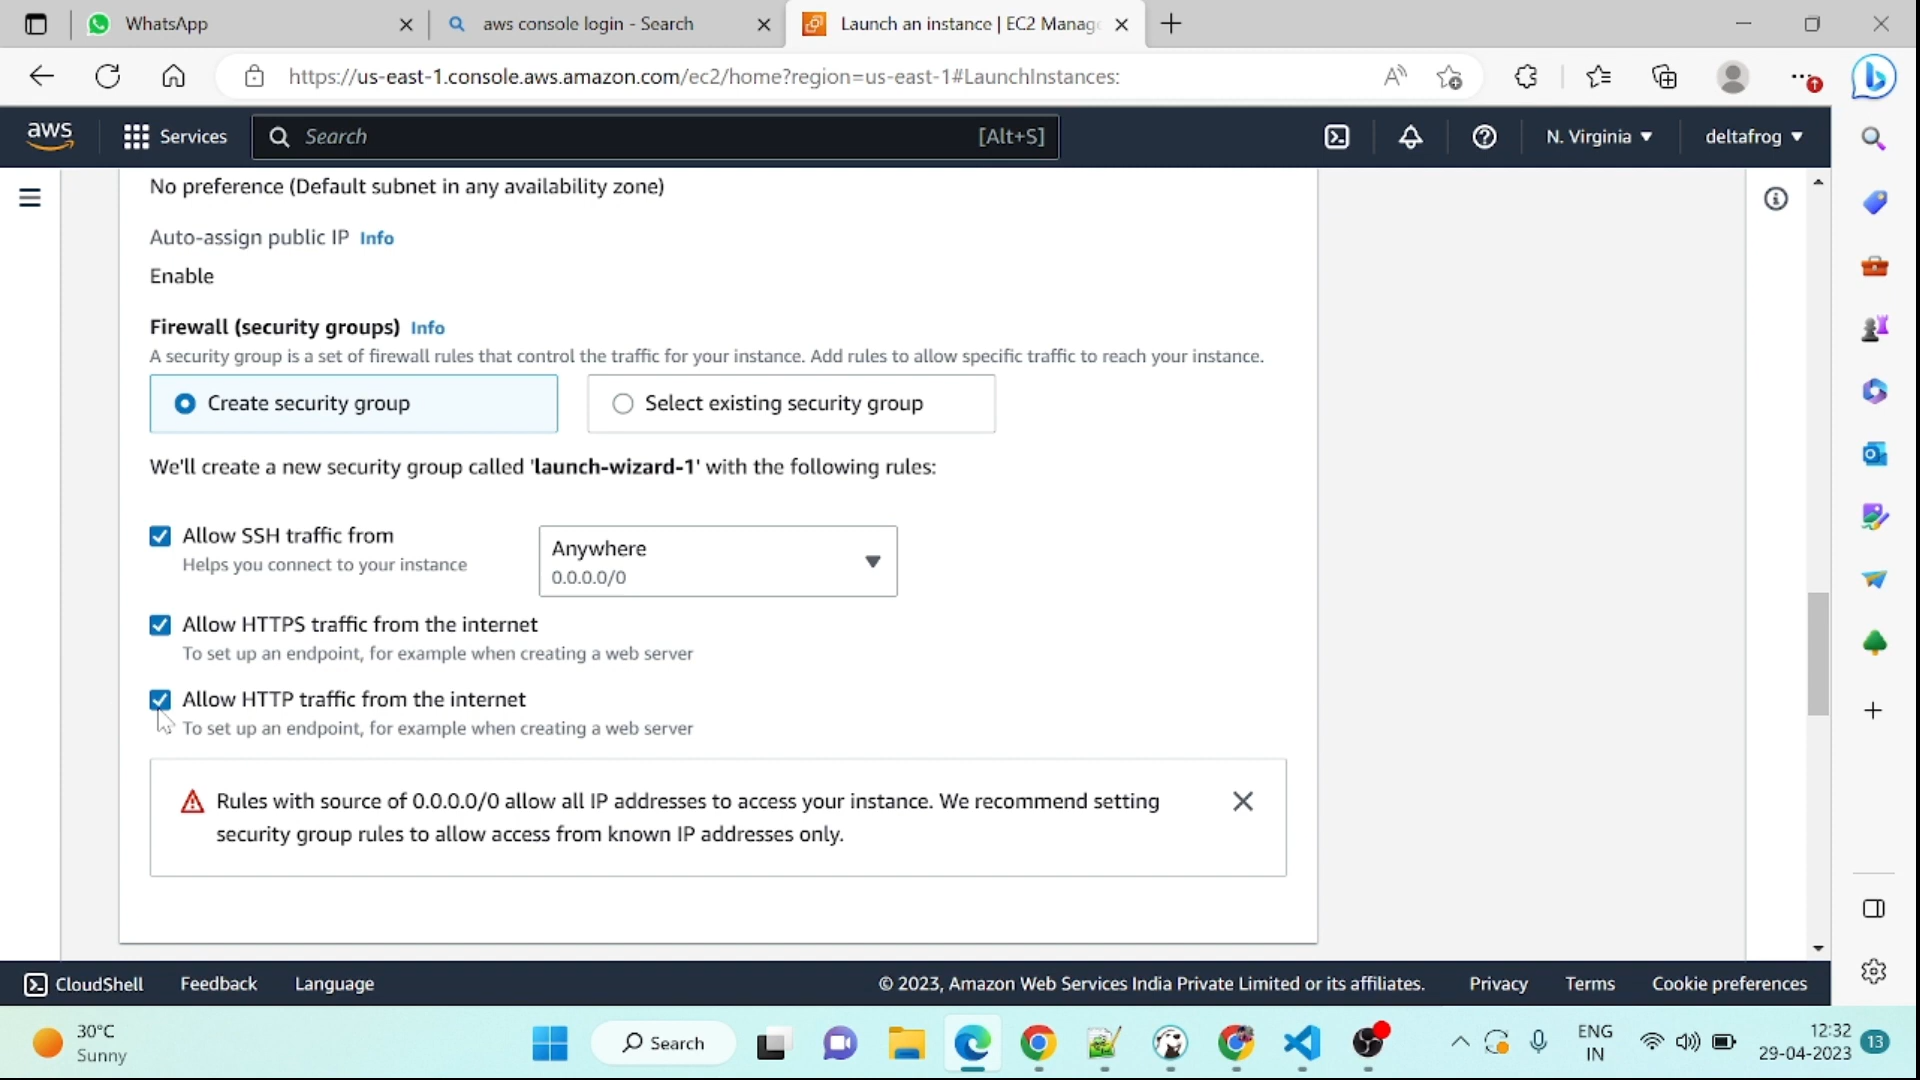 WhatsApp
aws console login - Search
Launch an instance | EC2 Manag
https://us-east-1.console.aws.amazon.com/ec2/home?region=us-east-1#LaunchInstances:
aws
Services
Search
[Alt+S]
N. Virginia
deltafrog
No preference (Default subnet in any availability zone)
Auto-assign public IP Info
Enable
Firewall (security groups) Info
A security group is a set of firewall rules that control the traffic for your instance. Add rules to allow specific traffic to reach your instance.
Create security group
Select existing security group
We'll create a new security group called 'launch-wizard-1' with the following rules:
Allow SSH traffic from
Helps you connect to your instance
Anywhere
0.0.0.0/0
Allow HTTPS traffic from the internet
To set up an endpoint, for example when creating a web server
Allow HTTP traffic from the internet
To set up an endpoint, for example when creating a web server
Rules with source of 0.0.0.0/0 allow all IP addresses to access your instance. We recommend setting
security group rules to allow access from known IP addresses only.
CloudShell
Feedback
Language
© 2023, Amazon Web Services India Private Limited or its affiliates.
Privacy
Terms
Cookie preferences
30°C
Sunny
Search
ENG
IN
12:32
29-04-2023
13